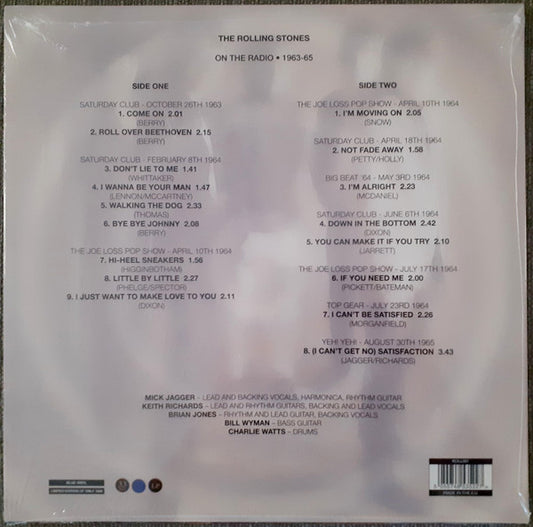 THE ROLLING STONES
ON THE RADIO • 1963-65
SIDE ONE
SATURDAY CLUB - OCTOBER 26TH 1963
1. COME ON 2.01
(BERRY)
2. ROLL OVER BEETHOVEN 2.15
(BERRY)
SATURDAY CLUB - FEBRUARY 8TH 1964
3. DON'T LIE TO ME 1.41
(WHITTAKER)
4. I WANNA BE YOUR MAN 1.47
(LENNON/MCCARTNEY)
5. WALKING THE DOG 2.33
(THOMAS)
6. BYE BYE JOHNNY 2.08
(BERRY)
THE JOE LOSS POP SHOW - APRIL 10TH 1964
7. HI-HEEL SNEAKERS 1.56
(HIGGINBOTHAM)
8. LITTLE BY LITTLE 2.27
(PHELGE/SPECTOR)
9. I JUST WANT TO MAKE LOVE TO YOU 2.11
(DIXON)
SIDE TWO
THE JOE LOSS POP SHOW - APRIL 10TH 1964
1. I'M MOVING ON 2.05
(SNOW)
SATURDAY CLUB - APRIL 18TH 1964
2. NOT FADE AWAY 1.58
(PETTY/HOLLY)
BIG BEAT '64 - MAY 3RD 1964
3. I'M ALRIGHT 2.23
(MCDANIEL)
SATURDAY CLUB - JUNE 6TH 1964
4. DOWN IN THE BOTTOM 2.42
(DIXON)
5. YOU CAN MAKE IT IF YOU TRY 2.10
(JARRETT)
THE JOE LOSS POP SHOW - JULY 17TH 1964
6. IF YOU NEED ME 2.00
(PICKETT/BATEMAN)
TOP GEAR - JULY 23RD 1964
7. I CAN'T BE SATISFIED 2.26
(MORGANFIELD)
YEH! YEH! - AUGUST 30TH 1965
8. (I CAN'T GET NO) SATISFACTION 3.43
(JAGGER/RICHARDS)
MICK JAGGER - LEAD AND BACKING VOCALS, HARMONICA, RHYTHM GUITAR
KEITH RICHARDS - LEAD AND RHYTHM GUITARS, BACKING AND LEAD VOCALS
BRIAN JONES - RHYTHM AND LEAD GUITAR, BACKING VOCALS
BILL WYMAN - BASS GUITAR
CHARLIE WATTS - DRUMS
BLUE VINYL
LIMITED EDITION OF ONLY
33
LP
MADE IN THE EU